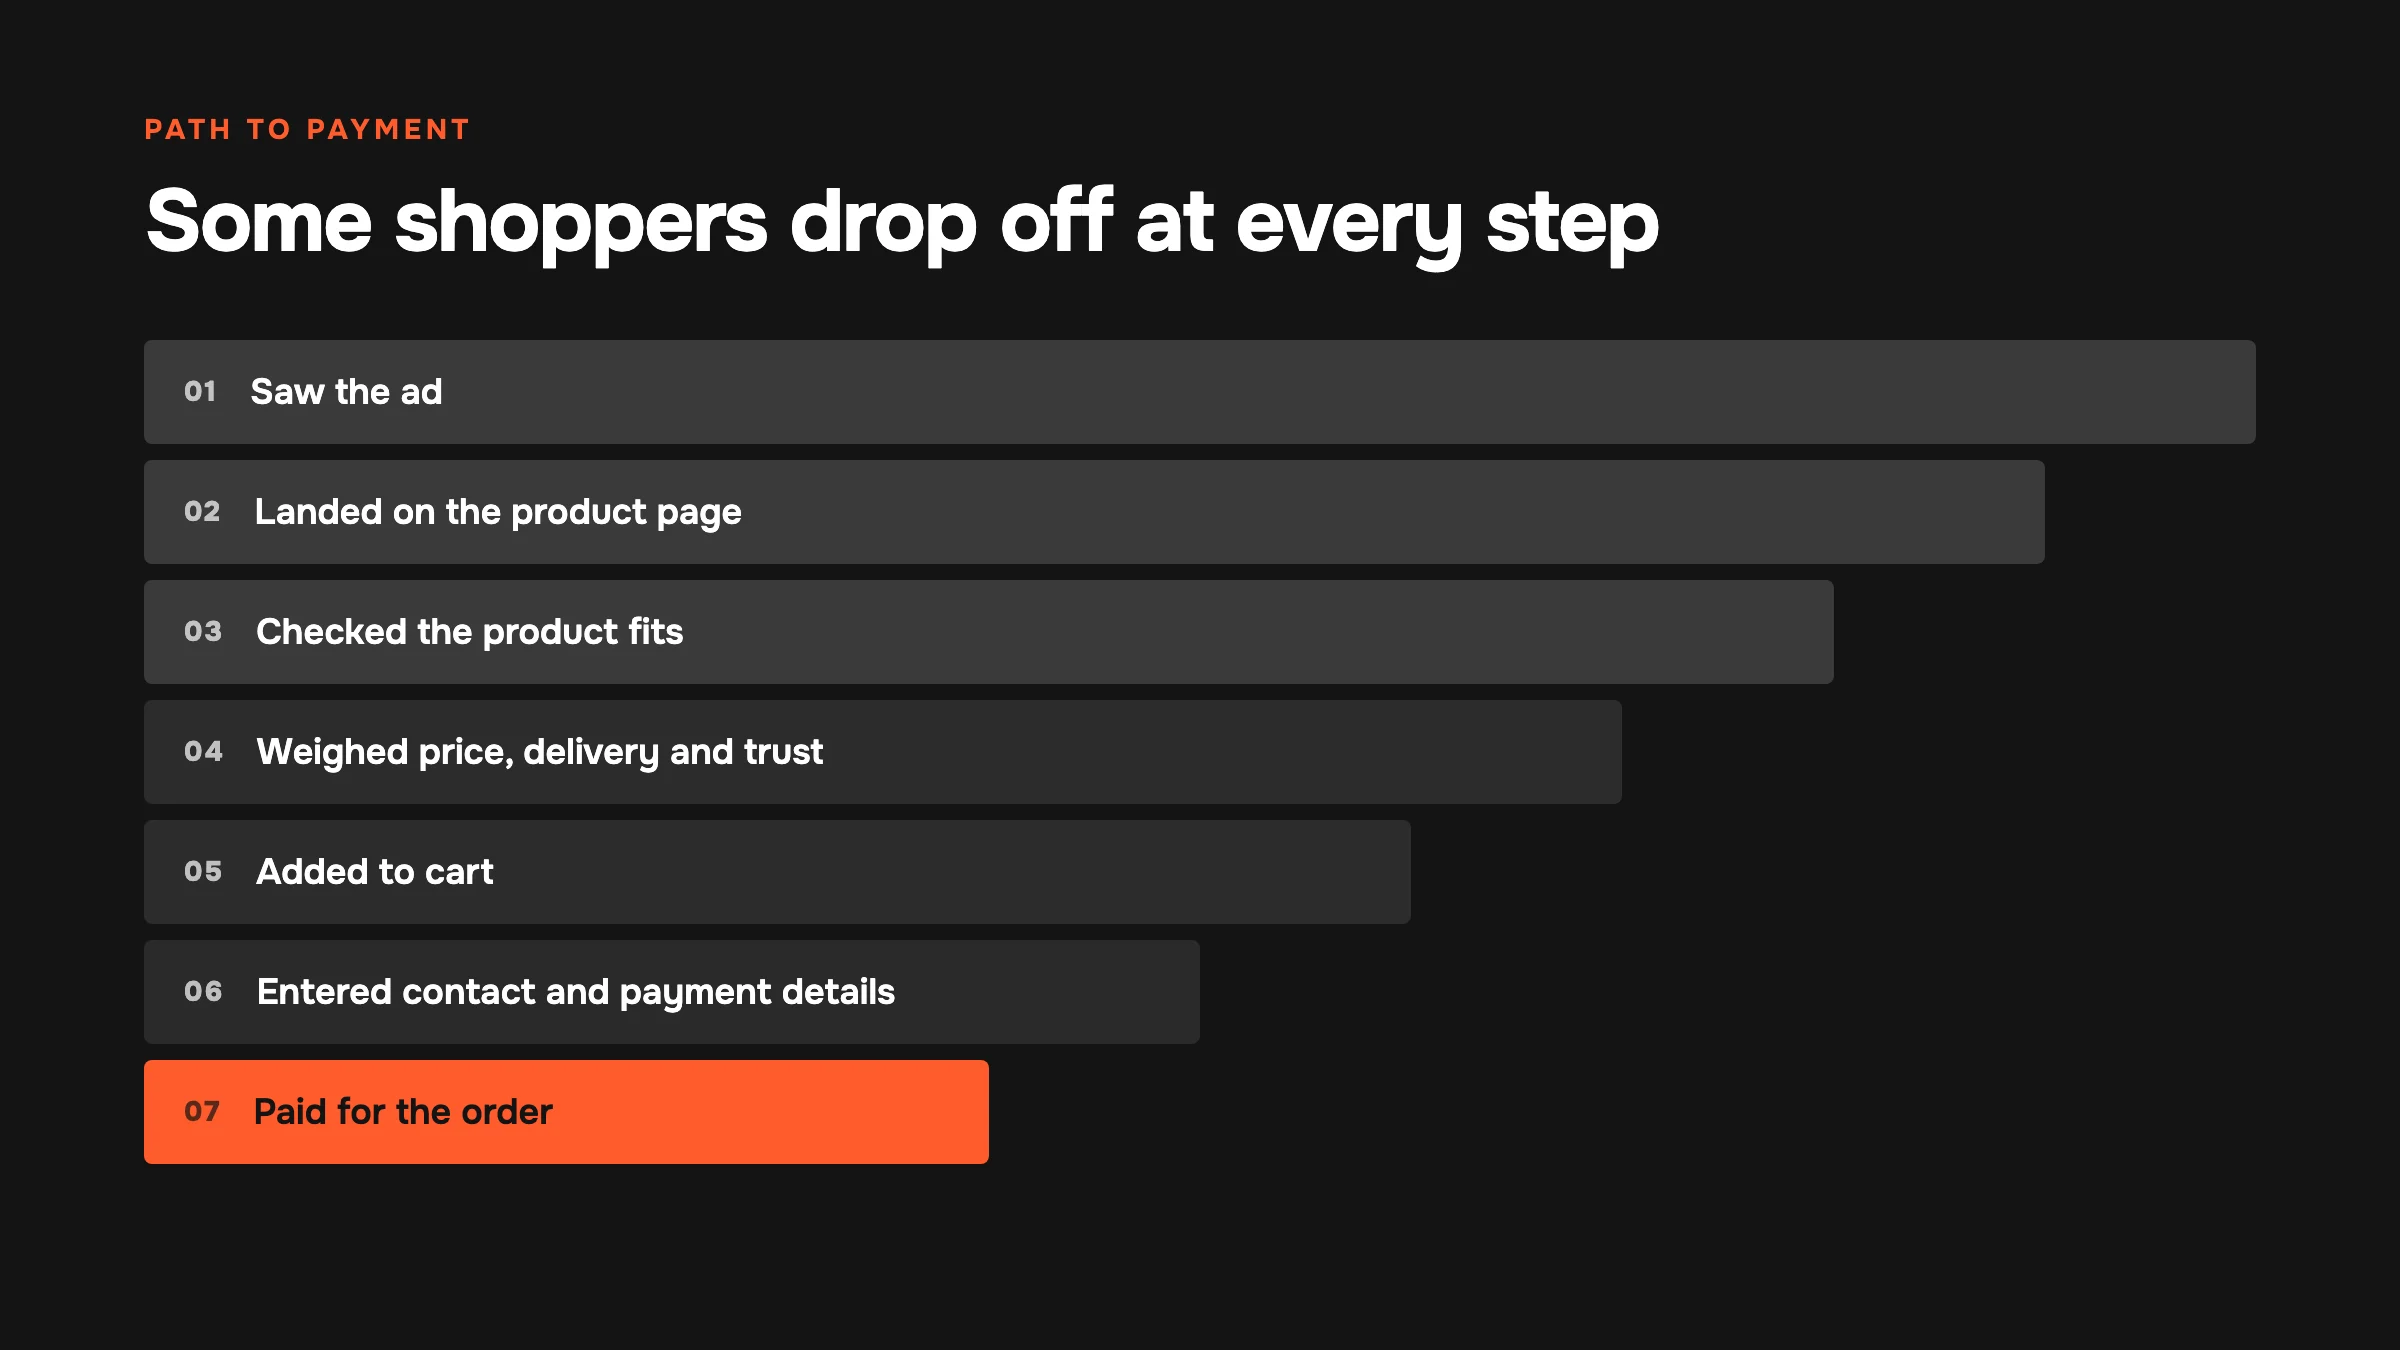 PATH TO PAYMENT
Some shoppers drop off at every step
01 Saw the ad
02 Landed on the product page
03 Checked the product fits
04 Weighed price, delivery and trust
05 Added to cart
06 Entered contact and payment details
07 Paid for the order